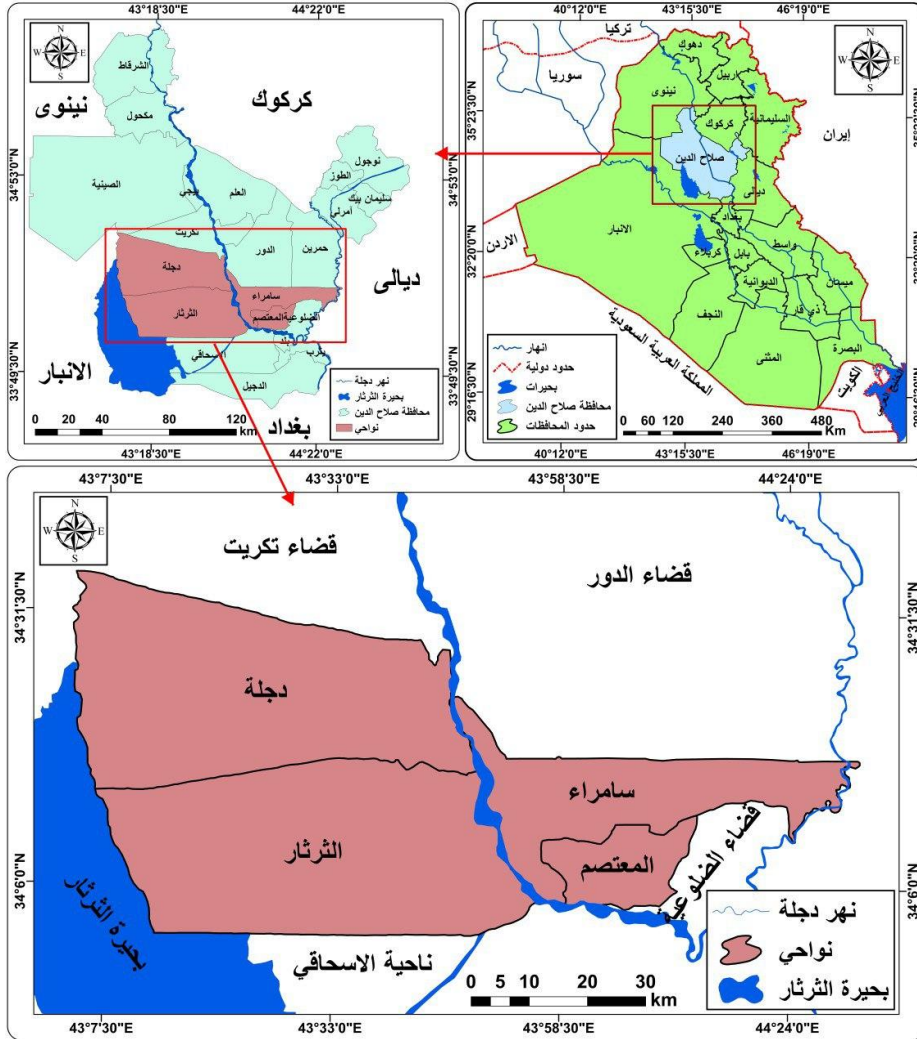 43°18'30"E
44°22'0"E
N
W
E
S
الشرقاط
مكحول
نينوى
كركوك
34°53'0"N
33°49'30"N
الصينية
بيجي
العلم
نوجول
الطوز
سليمان بيك
أمرلي
تكريت
الدور
حمرين
دجلة
سامراء
الثرثار
المعتصم
الضلوعية
بلد
يثرب
الاسحاقي
الدجيل
ديالى
الانبار
بغداد
نهر دجلة
بحيرة الثرثار
محافظة صلاح الدين
نواحي
0 20 40 80 120
km
43°18'30"E
44°22'0"E
34°53'0"N
33°49'30"N
40°12'0"E
43°15'30"E
46°19'0"E
N
W
E
S
تركيا
سوريا
إيران
الاردن
المملكة العربية السعودية
الكويت
دهوك
نينوى
اربيل
كركوك
السليمانية
صلاح الدين
ديالى
الانبار
بغداد
كربلاء
بابل
واسط
النجف
الديوانية
ذي قار
ميسان
المثنى
البصرة
35°23'30"N
32°20'0"N
29°16'30"N
انهار
حدود دولية
بحيرات
محافظة صلاح الدين
حدود المحافظات
0 60 120 240 360 480
Km
40°12'0"E
43°15'30"E
46°19'0"E
43°7'30"E
43°33'0"E
43°58'30"E
44°24'0"E
N
W
E
S
قضاء تكريت
قضاء الدور
34°31'30"N
34°31'30"N
دجلة
سامراء
الثرثار
المعتصم
قضاء الضلوعية
34°6'0"N
34°6'0"N
بحيرة الثرثار
ناحية الاسحاقي
نهر دجلة
نواحي
بحيرة الثرثار
0 5 10 20 30
km
43°7'30"E
43°33'0"E
43°58'30"E
44°24'0"E